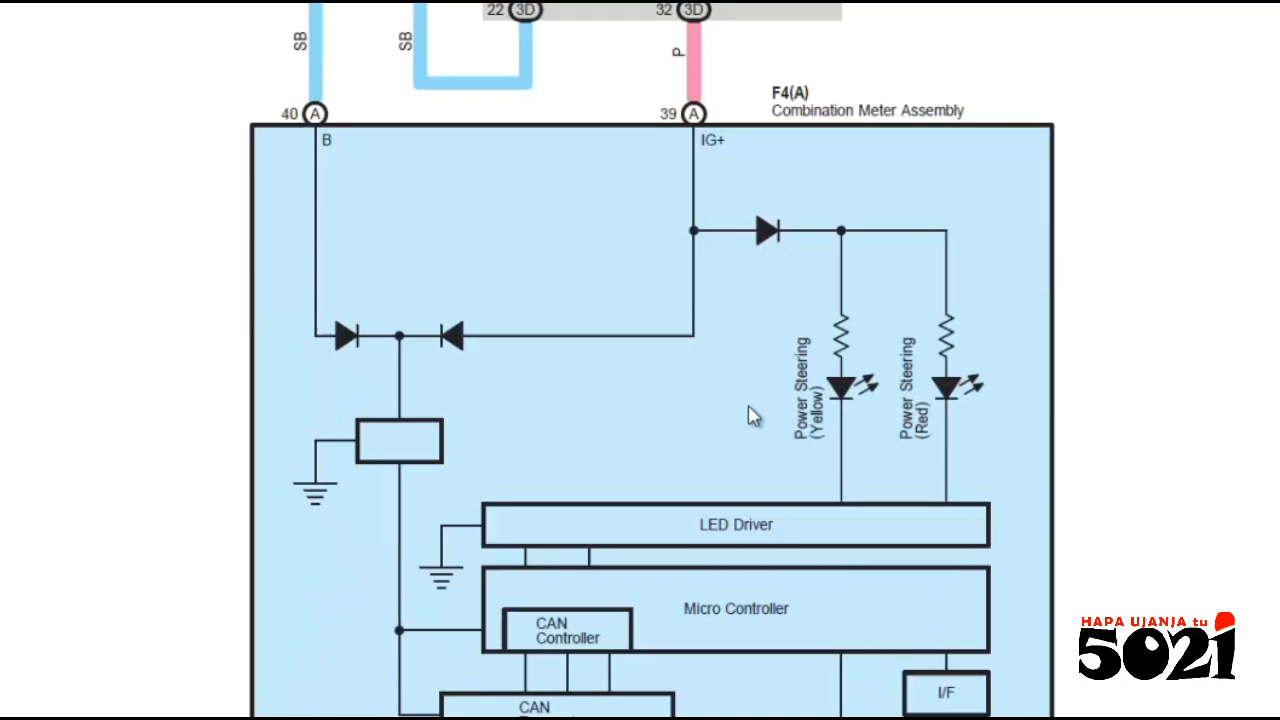 22 3D
32 3D
SB
SB
P
F4(A)
Combination Meter Assembly
40 A
39 A
B
IG+
Power Steering
(Yellow)
Power Steering
(Red)
LED Driver
Micro Controller
CAN
Controller
I/F
CAN
HAPA UJANJA tu
5021